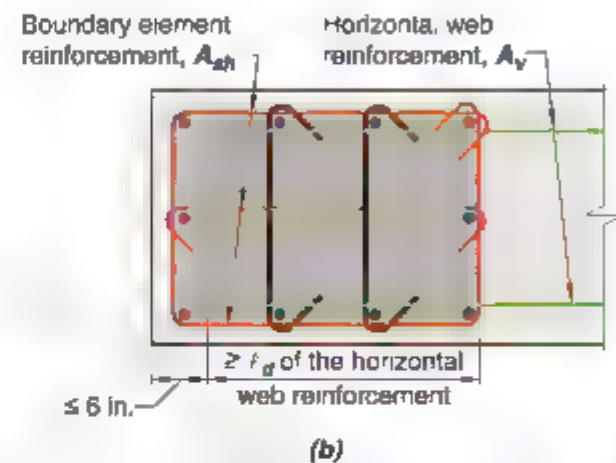 Boundary element
reinforcement, A_sh
Horizontal web
reinforcement, A_v
≥ ℓ_d of the horizontal
web reinforcement
≤ 6 in.
(b)